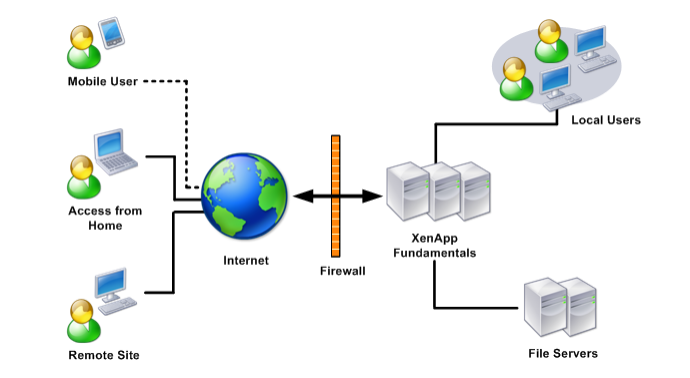 Mobile User
Local Users
Access from
Home
XenApp
Fundamentals
Internet
Firewall
Remote Site
File Servers